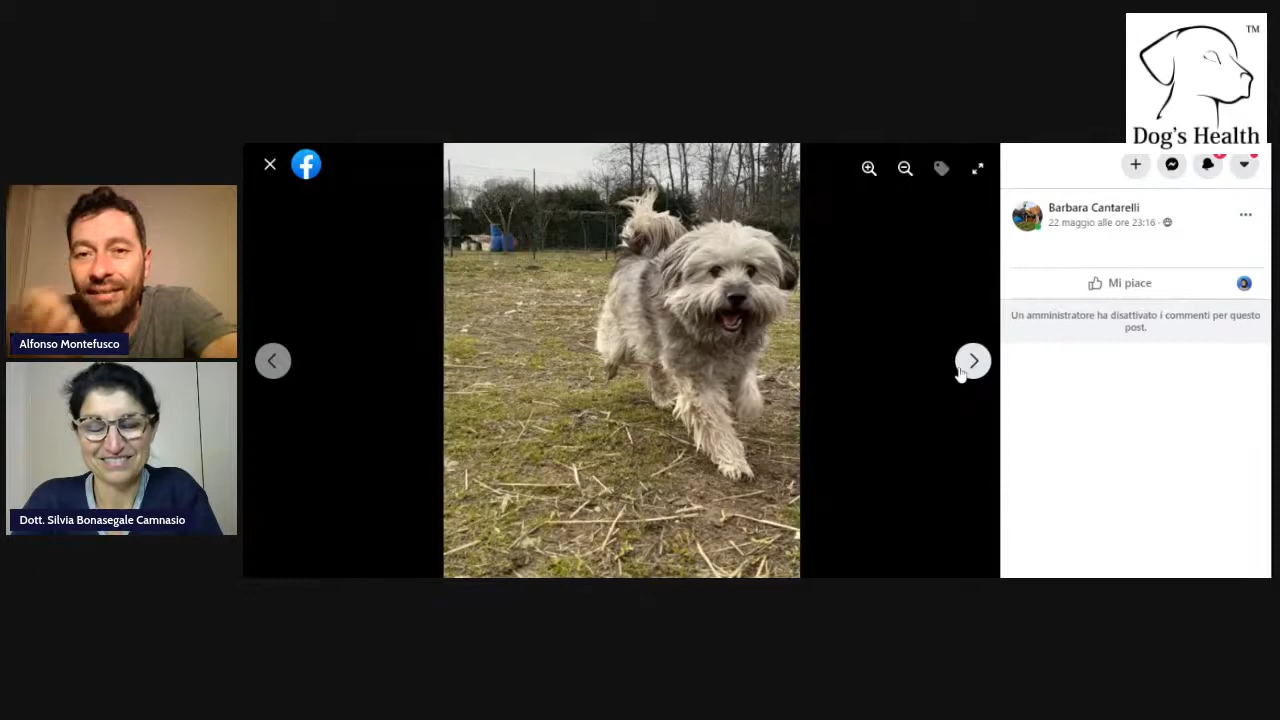 TM
Dog's Health
Barbara Cantarelli
22 maggio alle ore 23:16 ·
Mi piace
Un amministratore ha disattivato i commenti per questo
post.
Alfonso Montefusco
Dott. Silvia Bonasegale Camnasio